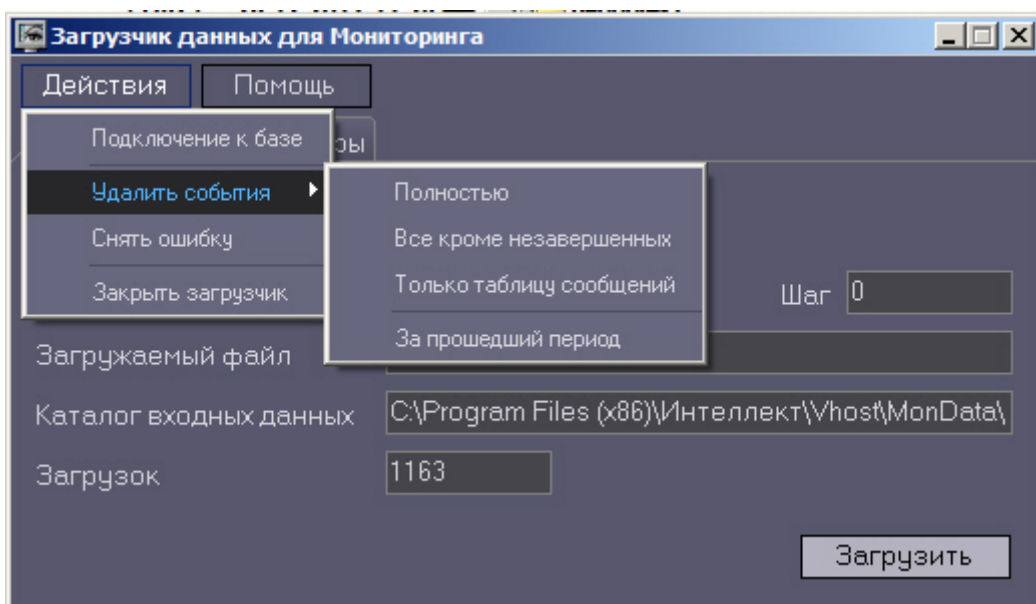 Загрузчик данных для Мониторинга
Действия Помощь
Подключение к базе
ры
Удалить события
Снять ошибку
Закрыть загрузчик
Полностью
Все кроме незавершенных
Только таблицу сообщений
За прошедший период
Шаг 0
Загружаемый файл
Каталог входных данных C:\Program Files (x86)\Интеллект\Vhost\MonData\
Загрузок 1163
Загрузить